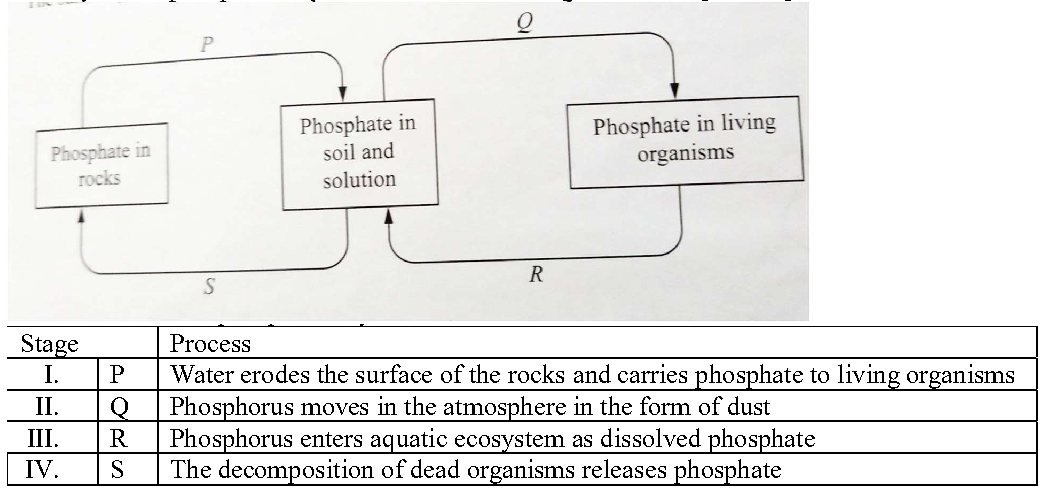 P
Q
Phosphate in
rocks
Phosphate in
soil and
solution
Phosphate in living
organisms
S
R
Stage Process
I. P Water erodes the surface of the rocks and carries phosphate to living organisms
II. Q Phosphorus moves in the atmosphere in the form of dust
III. R Phosphorus enters aquatic ecosystem as dissolved phosphate
IV. S The decomposition of dead organisms releases phosphate